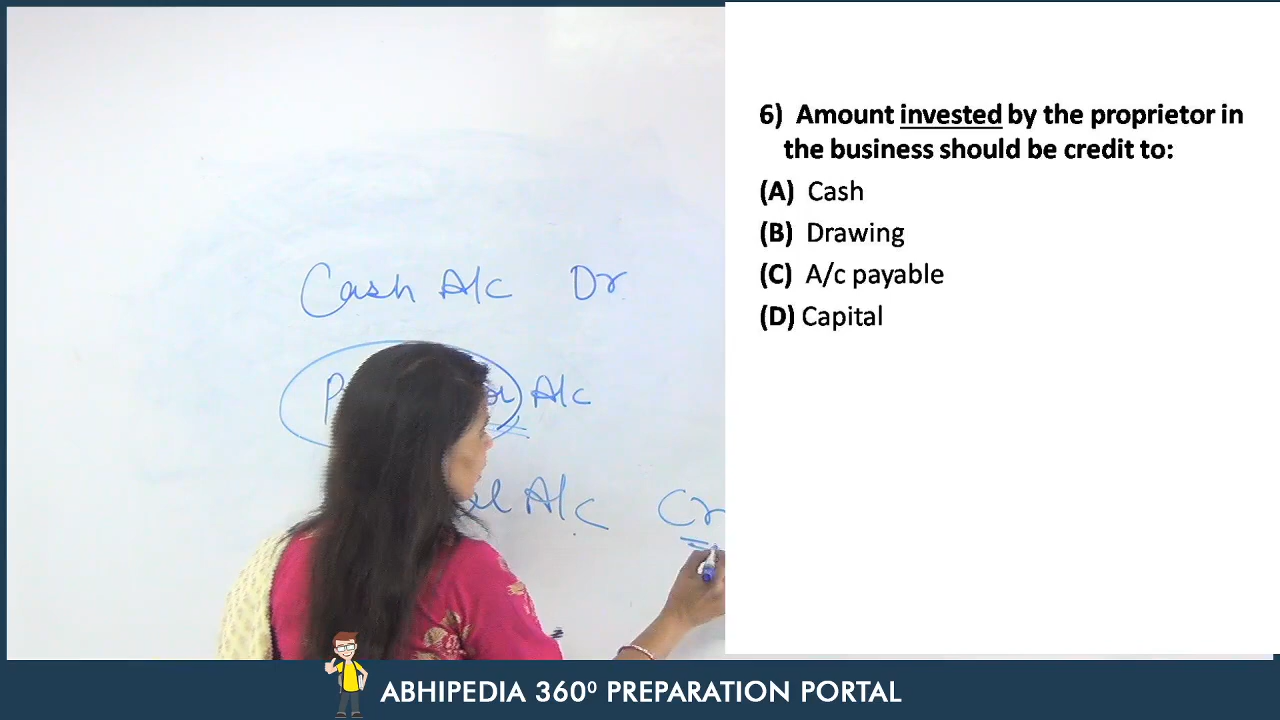 6) Amount invested by the proprietor in
the business should be credit to:
(A) Cash
(B) Drawing
(C) A/c payable
(D) Capital
Cash A/c Dr
A/c
A/c Cr
ABHIPEDIA 360⁰ PREPARATION PORTAL